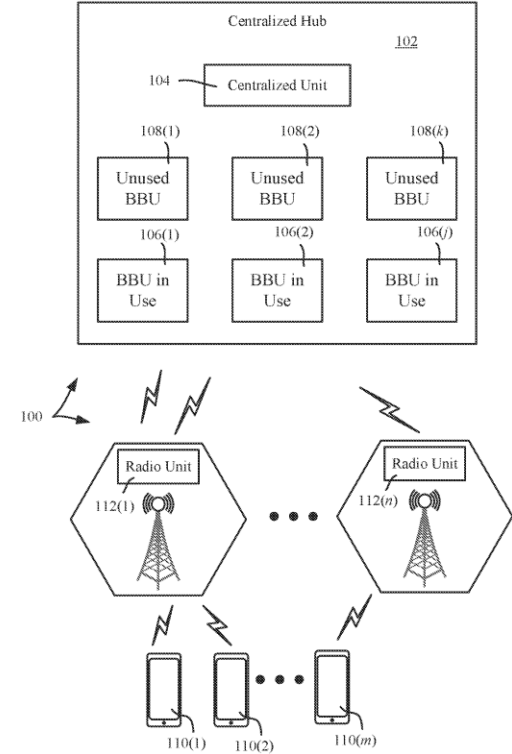 Centralized Hub
102
104
Centralized Unit
108(1)
108(2)
108(k)
Unused
BBU
Unused
BBU
Unused
BBU
106(1)
106(2)
106(j)
BBU in
Use
BBU in
Use
BBU in
Use
100
Radio Unit
Radio Unit
112(1)
112(n)
110(1)
110(2)
110(m)